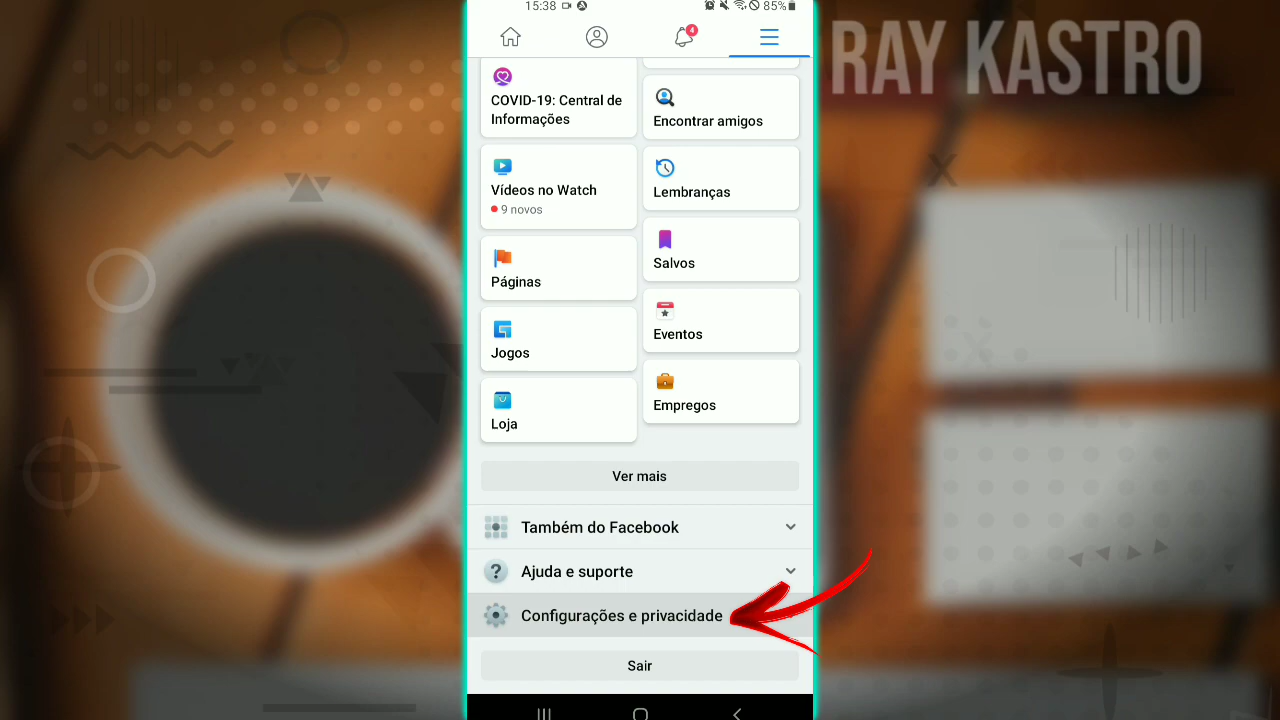 15:38
85%
RAY KASTRO
4
COVID-19: Central de
Informações
Encontrar amigos
Vídeos no Watch
9 novos
Lembranças
Páginas
Salvos
Jogos
Eventos
Loja
Empregos
Ver mais
Também do Facebook
? Ajuda e suporte
Configurações e privacidade
Sair